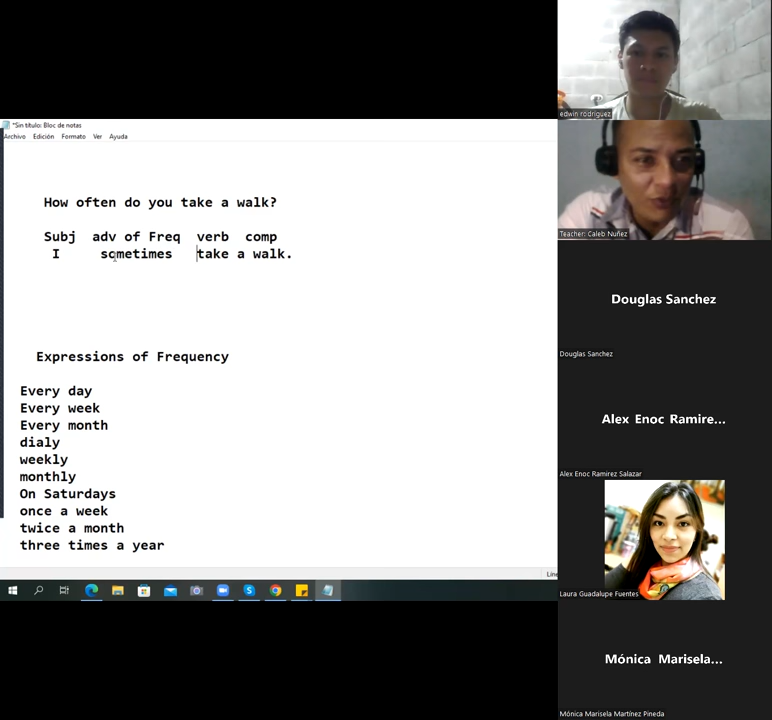 *Sin título: Bloc de notas
Archivo Edición Formato Ver Ayuda
How often do you take a walk?
Subj adv of Freq verb comp
I sometimes take a walk.
Expressions of Frequency
Every day
Every week
Every month
dialy
weekly
monthly
On Saturdays
once a week
twice a month
three times a year
Líne
edwin rodriguez
Teacher: Caleb Nuñez
Douglas Sanchez
Douglas Sanchez
Alex Enoc Ramire...
Alex Enoc Ramirez Salazar
Laura Guadalupe Fuentes
Mónica Marisela...
Mónica Marisela Martínez Pineda